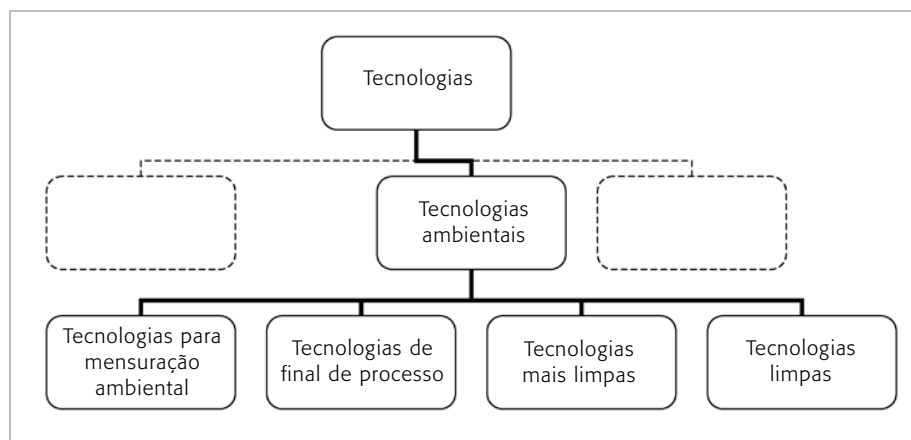 Tecnologias
Tecnologias
ambientais
Tecnologias para
mensuração
ambiental
Tecnologias de
final de processo
Tecnologias
mais limpas
Tecnologias
limpas